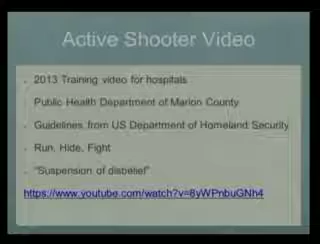 Active Shooter Video
2013 Training video for hospitals
Public Health Department of Marion County
Guidelines from US Department of Homeland Security
Run, Hide, Fight
"Suspension of disbelief"
https://www.youtube.com/watch?v=8yWPnbuGNh4